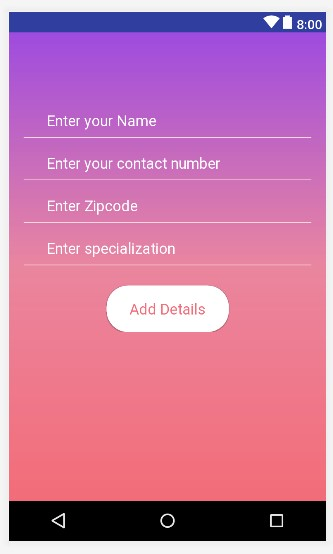 8:00
Enter your Name
Enter your contact number
Enter Zipcode
Enter specialization
Add Details